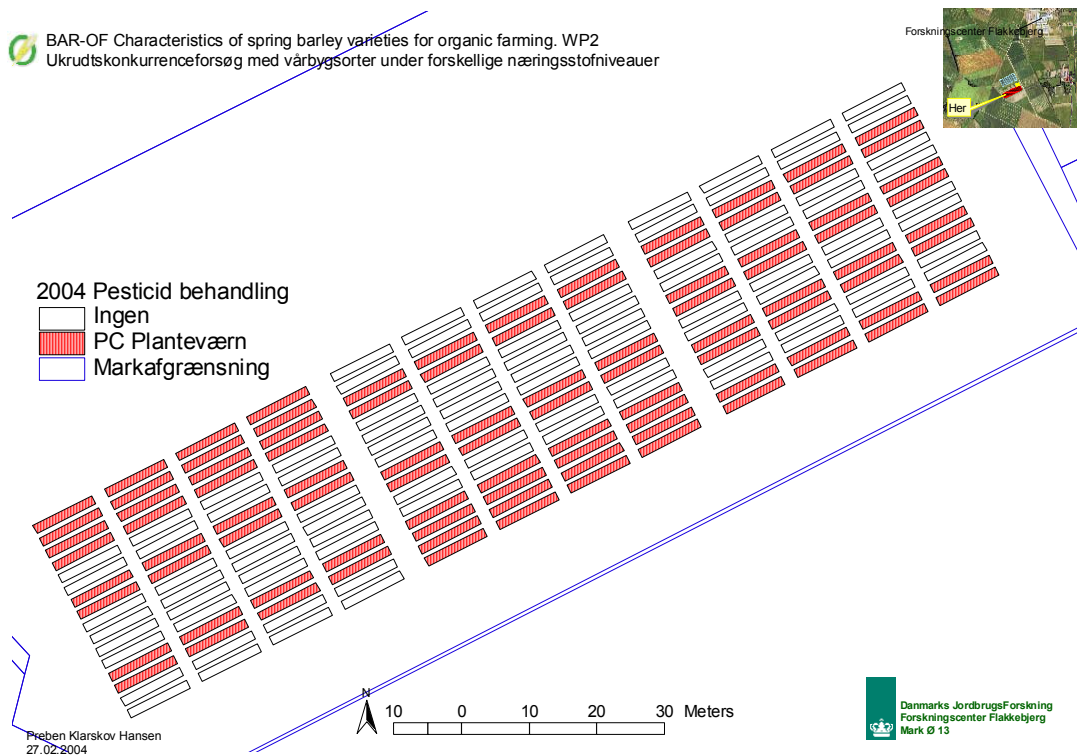 BAR-OF Characteristics of spring barley varieties for organic farming. WP2
Ukrudtskonkurrenceforsøg med vårbygsorter under forskellige næringsstofniveauer
Forskningscenter Flakkebjerg
Her
2004 Pesticid behandling
Ingen
PC Planteværn
Markafgrænsning
N
10 0 10 20 30 Meters
Preben Klarskov Hansen
27.02.2004
Danmarks JordbrugsForskning
Forskningscenter Flakkebjerg
Mark Ø 13